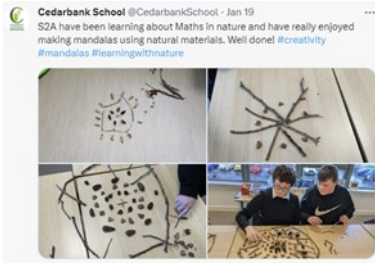 Cedarbank School @CedarbankSchool · Jan 19
S2A have been learning about Maths in nature and have really enjoyed
making mandalas using natural materials. Well done! #creativity
#mandalas #learningwithnature